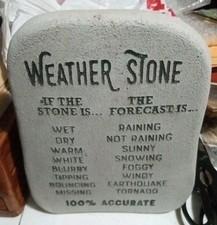 WEATHER STONE
IF THE STONE IS... THE FORECAST IS...
WET RAINING
DRY NOT RAINING
WARM SUNNY
WHITE SNOWING
BLURRY FOGGY
TAPPING WINDY
BOUNCING EARTHQUAKE
MISSING TORNADO
100% ACCURATE